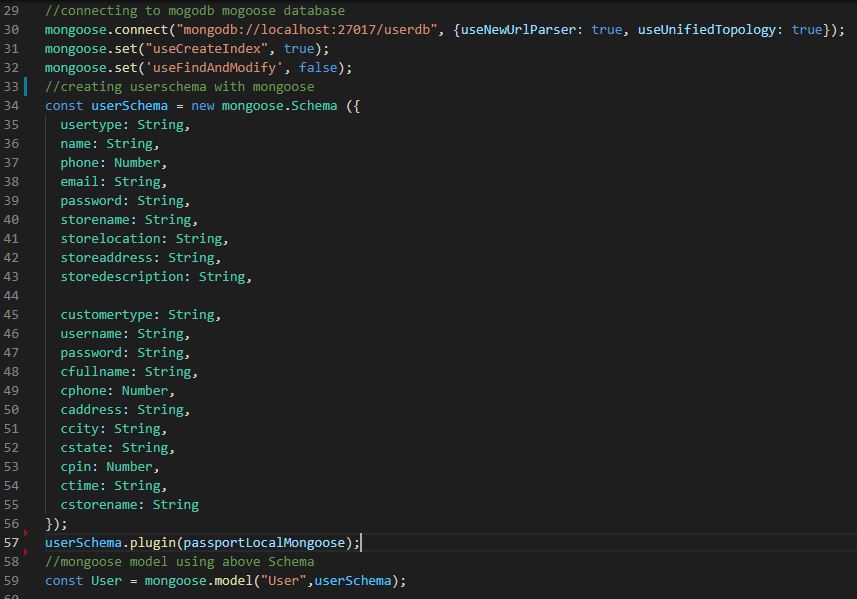 29 //connecting to mogodb mogoose database
30 mongoose.connect("mongodb://localhost:27017/userdb", {useNewUrlParser: true, useUnifiedTopology: true});
31 mongoose.set("useCreateIndex", true);
32 mongoose.set('useFindAndModify', false);
33 //creating userschema with mongoose
34 const userSchema = new mongoose.Schema ({
35 usertype: String,
36 name: String,
37 phone: Number,
38 email: String,
39 password: String,
40 storename: String,
41 storelocation: String,
42 storeaddress: String,
43 storedescription: String,
44
45 customertype: String,
46 username: String,
47 password: String,
48 cfullname: String,
49 cphone: Number,
50 caddress: String,
51 ccity: String,
52 cstate: String,
53 cpin: Number,
54 ctime: String,
55 cstorename: String
56 });
57 userSchema.plugin(passportLocalMongoose);
58 //mongoose model using above Schema
59 const User = mongoose.model("User",userSchema);